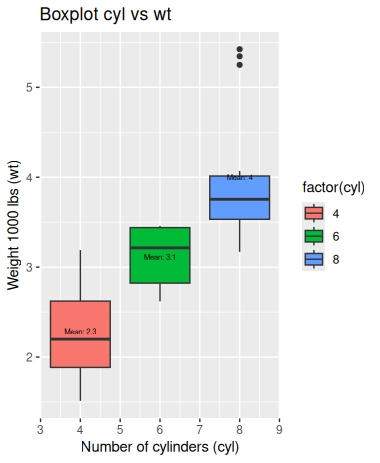 Boxplot cyl vs wt
Weight 1000 lbs (wt)
5
4
3
2
Mean: 2.3
Mean: 3.1
Mean: 4
3 4 5 6 7 8 9
Number of cylinders (cyl)
factor(cyl)
4
6
8